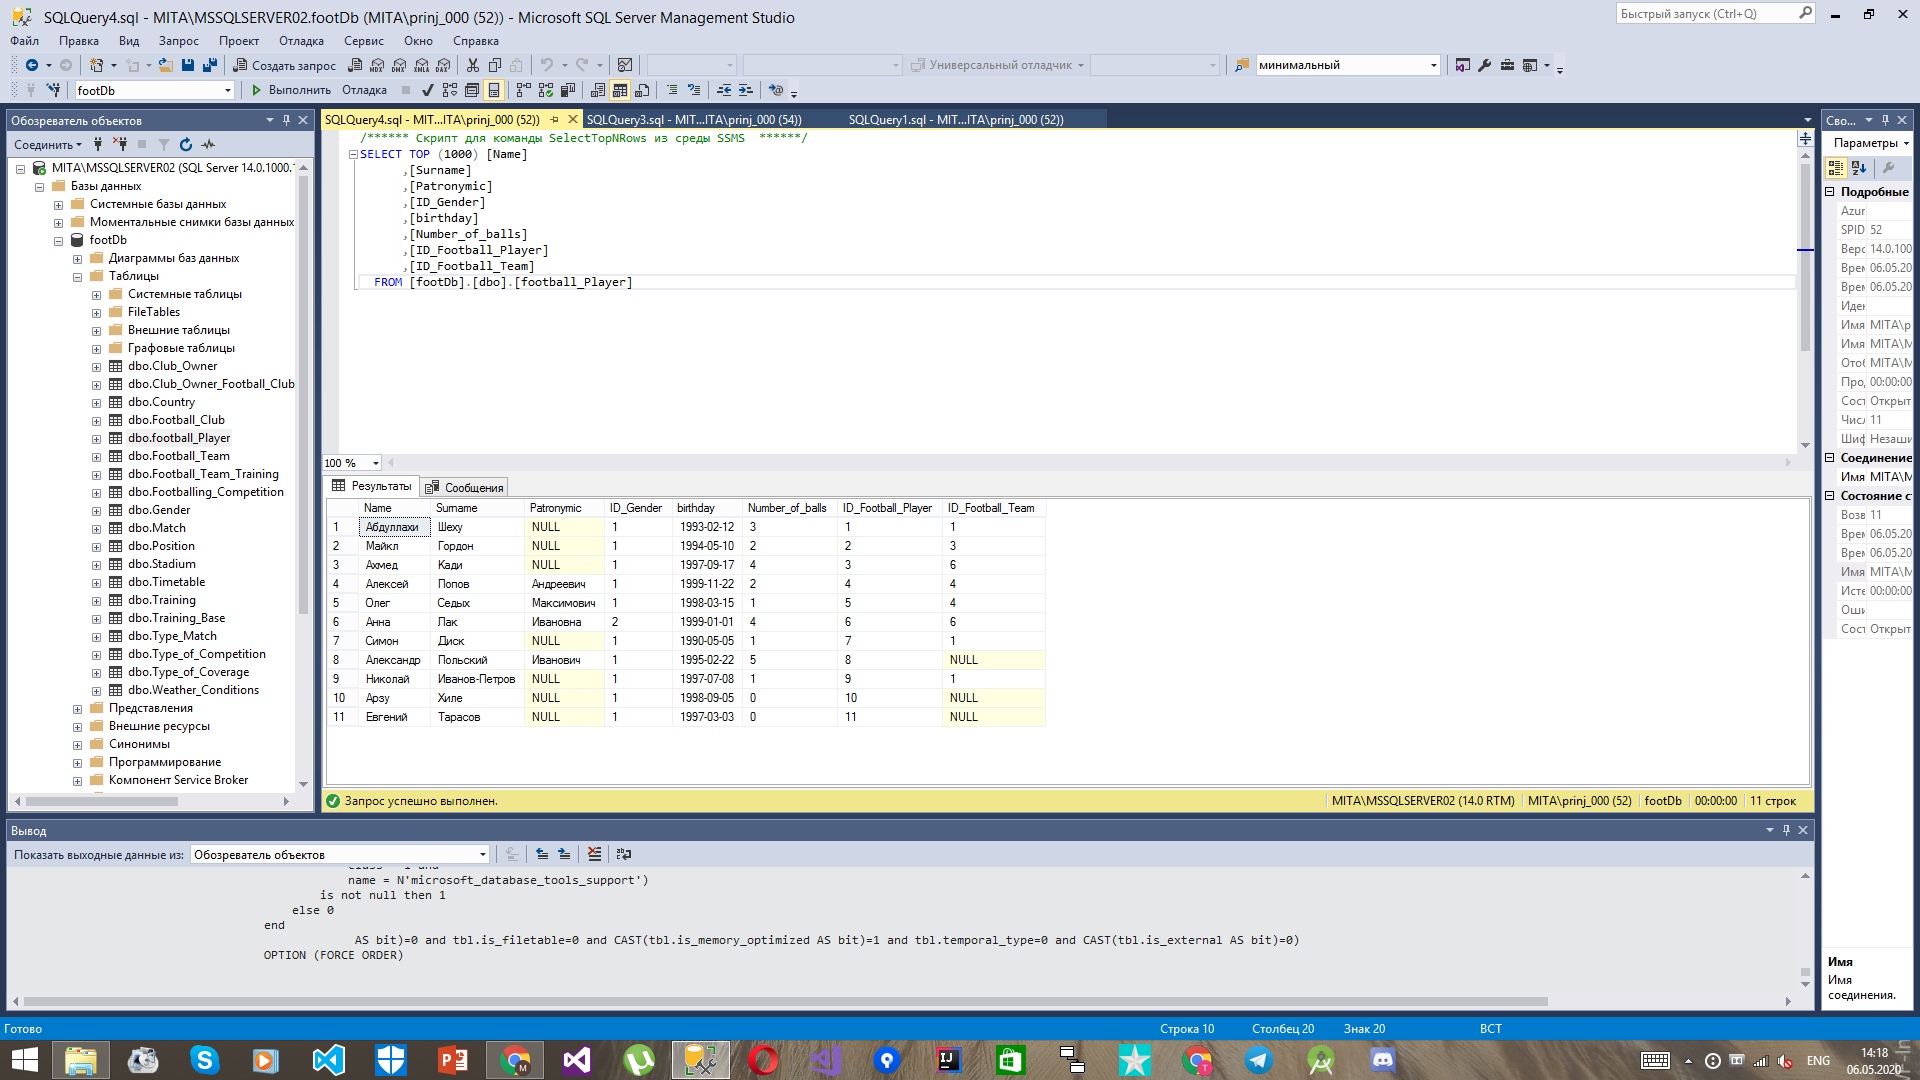 SQLQuery4.sql - MITA\MSSQLSERVER02.footDb (MITA\prinj_000 (52)) - Microsoft SQL Server Management Studio
Быстрый запуск (Ctrl+Q)
Файл Правка Вид Запрос Проект Отладка Сервис Окно Справка
Создать запрос
Универсальный отладчик
минимальный
footDb
Выполнить Отладка
Обозреватель объектов
Соединить
MITA\MSSQLSERVER02 (SQL Server 14.0.1000.
Базы данных
Системные базы данных
Моментальные снимки базы данных
footDb
Диаграммы баз данных
Таблицы
Системные таблицы
FileTables
Внешние таблицы
Графовые таблицы
dbo.Club_Owner
dbo.Club_Owner_Football_Club
dbo.Country
dbo.Football_Club
dbo.football_Player
dbo.Football_Team
dbo.Football_Team_Training
dbo.Footballing_Competition
dbo.Gender
dbo.Match
dbo.Position
dbo.Stadium
dbo.Timetable
dbo.Training
dbo.Training_Base
dbo.Type_Match
dbo.Type_of_Competition
dbo.Type_of_Coverage
dbo.Weather_Conditions
Представления
Внешние ресурсы
Синонимы
Программирование
Компонент Service Broker
SQLQuery4.sql - MIT...ITA\prinj_000 (52)) SQLQuery3.sql - MIT...ITA\prinj_000 (54)) SQLQuery1.sql - MIT...ITA\prinj_000 (52))
/****** Скрипт для команды SelectTopNRows из среды SSMS ******/
SELECT TOP (1000) [Name]
,[Surname]
,[Patronymic]
,[ID_Gender]
,[birthday]
,[Number_of_balls]
,[ID_Football_Player]
,[ID_Football_Team]
FROM [footDb].[dbo].[football_Player]
100 %
Результаты Сообщения
Name Surname Patronymic ID_Gender birthday Number_of_balls ID_Football_Player ID_Football_Team
1 Абдуллахи Шеху NULL 1 1993-02-12 3 1 1
2 Майкл Гордон NULL 1 1994-05-10 2 2 3
3 Ахмед Кади NULL 1 1997-09-17 4 3 6
4 Алексей Попов Андреевич 1 1999-11-22 2 4 4
5 Олег Седых Максимович 1 1998-03-15 1 5 4
6 Анна Лак Ивановна 2 1999-01-01 4 6 6
7 Симон Диск NULL 1 1990-05-05 1 7 1
8 Александр Польский Иванович 1 1995-02-22 5 8 NULL
9 Николай Иванов-Петров NULL 1 1997-07-08 1 9 1
10 Арзу Хиле NULL 1 1998-09-05 0 10 NULL
11 Евгений Тарасов NULL 1 1997-03-03 0 11 NULL
Запрос успешно выполнен. MITA\MSSQLSERVER02 (14.0 RTM) MITA\prinj_000 (52) footDb 00:00:00 11 строк
Сво...
Параметры
Подробные
Azur
SPID 52
Верс 14.0.100
Врем 06.05.20
Врем 06.05.20
Иден
Имя MITA\p
Имя MITA\M
Отоб MITA\M
Про, 00:00:00
Сост Открыт
Числ 11
Шиф Незаши
Соединение
Имя MITA\M
Состояние с
Возв 11
Врем 06.05.20
Врем 06.05.20
Имя MITA\M
Исте 00:00:00
Оши
Сост Открыт
Имя
Имя
соединения.
Вывод
Показать выходные данные из: Обозреватель объектов
name = N'microsoft_database_tools_support')
is not null then 1
else 0
end
AS bit)=0 and tbl.is_filetable=0 and CAST(tbl.is_memory_optimized AS bit)=1 and tbl.temporal_type=0 and CAST(tbl.is_external AS bit)=0)
OPTION (FORCE ORDER)
Готово Строка 10 Столбец 20 Знак 20 ВСТ
ENG
14:18
06.05.2020